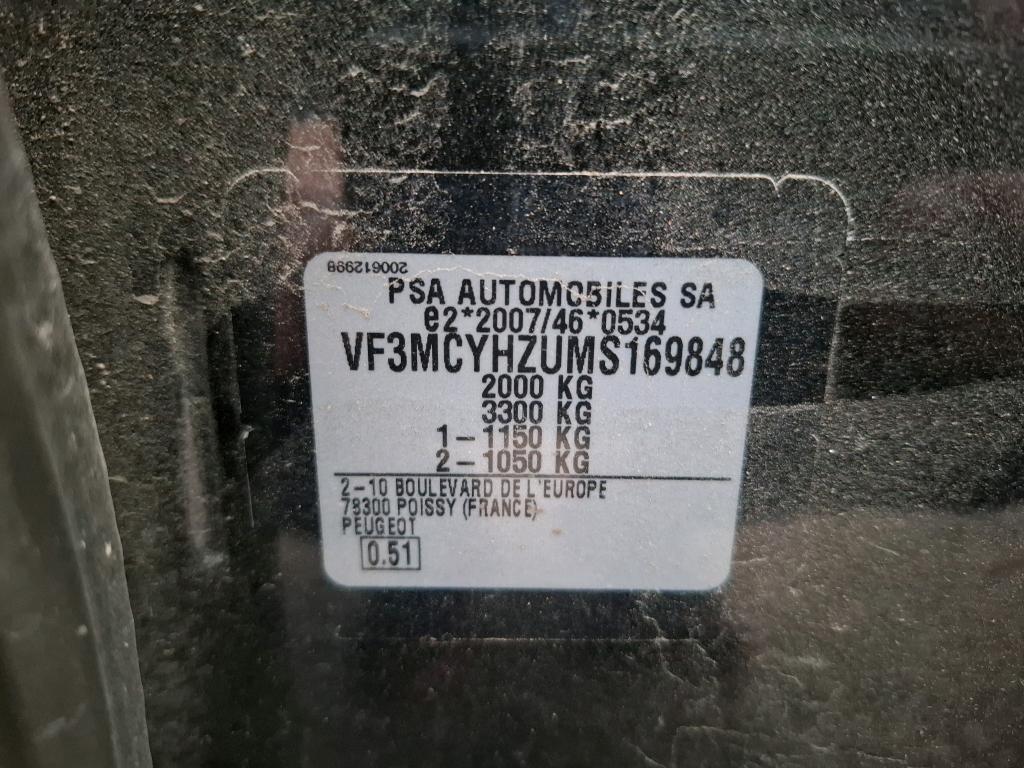 200612998
PSA AUTOMOBILES SA
e2*2007/46*0534
VF3MCYHZUMS169848
2000 KG
3300 KG
1-1150 KG
2-1050 KG
2-10 BOULEVARD DE L'EUROPE
78300 POISSY (FRANCE)
PEUGEOT
0.51